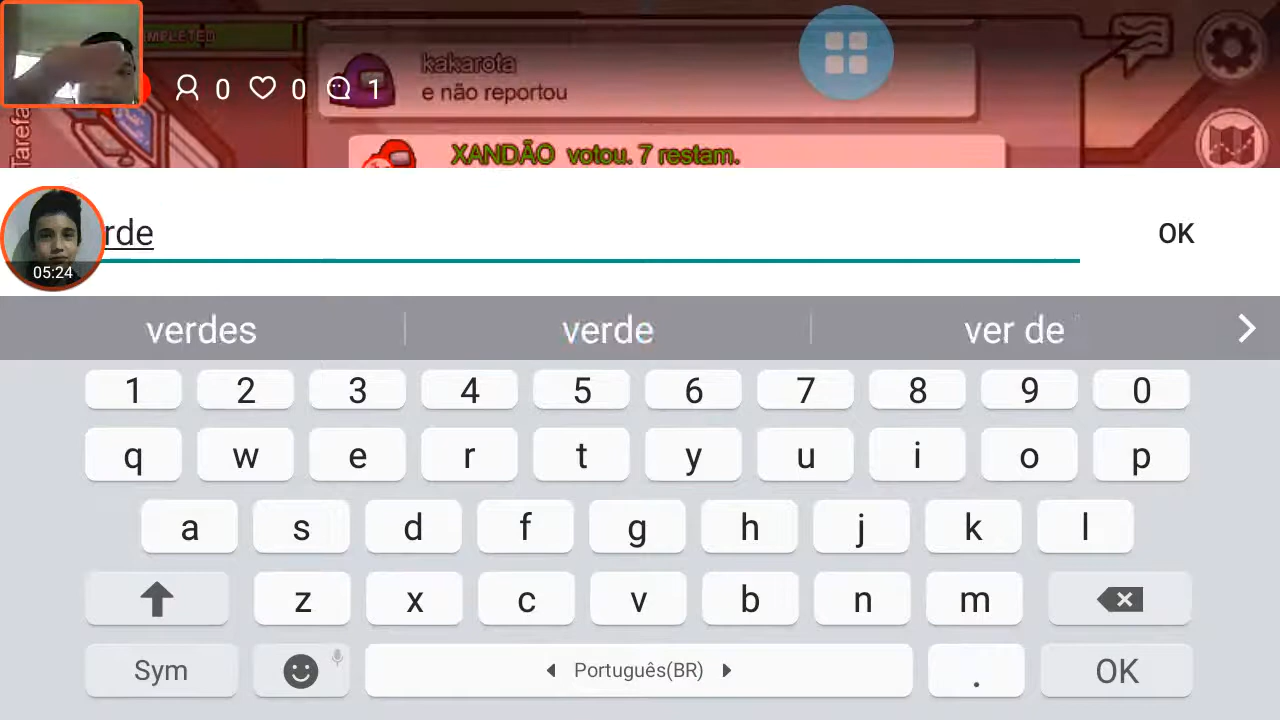 MPLETED
kakarota
0 0 1
e não reportou
Tarefa
XANDÃO votou. 7 restam.
rde
OK
05:24
verdes verde ver de
1 2 3 4 5 6 7 8 9 0
q w e r t y u i o p
a s d f g h j k l
z x c v b n m
Sym Português(BR) . OK